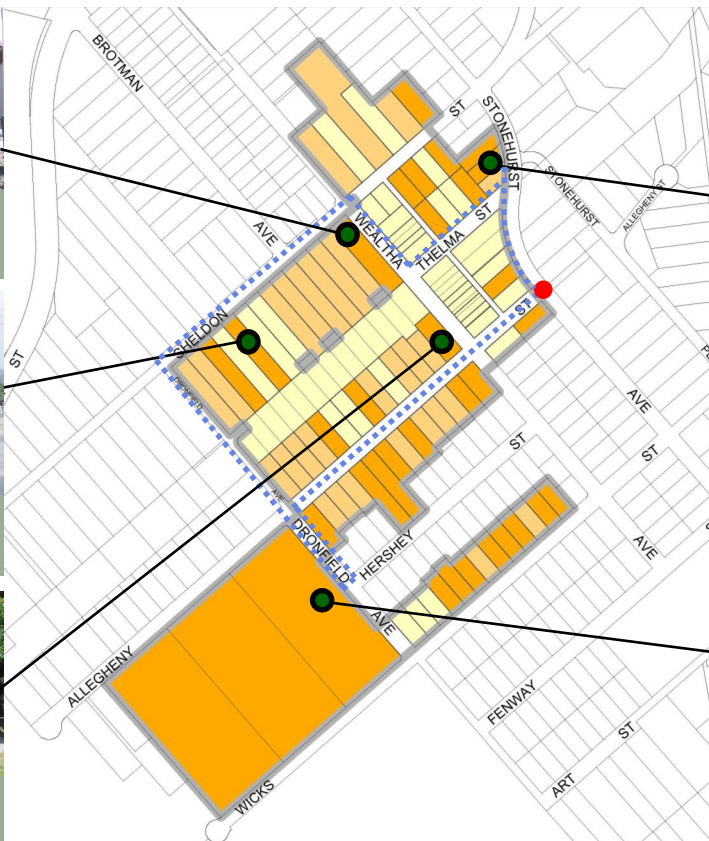 BROTMAN
AVE
ST
STONEHURST
STONEHURST
ALLEGHENY ST
WEALTHA
THELMA
ST
SHELDON
ST
DRONFIELD
AVE
ST
AVE
ST
ST
AVE
DRONFIELD
HERSHEY
AVE
ALLEGHENY
FENWAY
ST
ART
WICKS